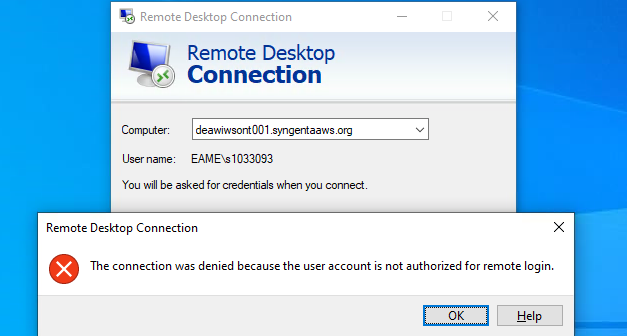 Remote Desktop Connection
Remote Desktop
Connection
Computer: deawiwsont001.syngentaaws.org
User name: EAME\s1033093
You will be asked for credentials when you connect.
Remote Desktop Connection
The connection was denied because the user account is not authorized for remote login.
OK Help